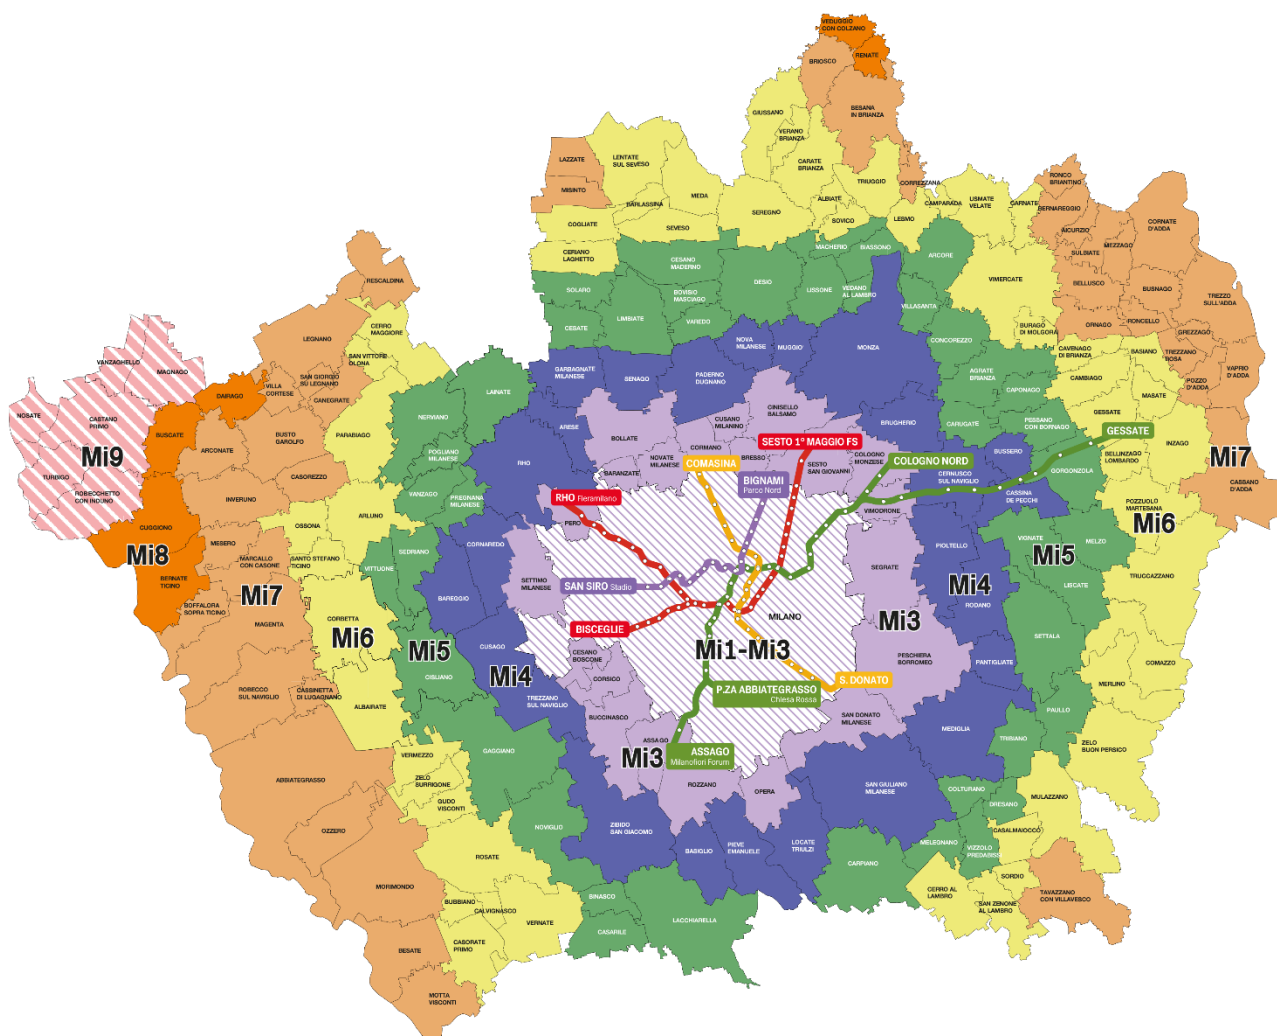 VEDUGGIO
CON COLZANO
RENATE
BRIOSCO
BESANA
IN BRIANZA
GIUSSANO
VERANO
BRIANZA
CARATE
BRIANZA
LAZZATE
LENTATE
SUL SEVESO
MISINTO
MEDA
BARLASSINA
COGLIATE
SEVESO
SEREGNO
ALBIATE
SOVICO
TRIUGGIO
CORREZZANA
LESMO
CAMPARADA
USMATE
VELATE
CARNATE
RONCO
BRIANTINO
BERNAREGGIO
AICURZIO
SULBIATE
MEZZAGO
CORNATE
D'ADDA
CERIANO
LAGHETTO
CESANO
MADERNO
MACHERIO
BIASSONO
ARCORE
VIMERCATE
BELLUSCO
BUSNAGO
TREZZO
SULL'ADDA
RESCALDINA
SOLARO
BOVISIO
MASCIAGO
DESIO
LISSONE
VEDANO
AL LAMBRO
VILLASANTA
ORNAGO
RONCELLO
GREZZAGO
CERRO
MAGGIORE
LEGNANO
CEBATE
LIMBIATE
VAREDO
NOVA
MILANESE
MUGGIÒ
MONZA
CONCOREZZO
BURAGO
DI MOLGORA
CAVENAGO
DI BRIANZA
BASIANO
TREZZANO
ROSA
VAPRIO
D'ADDA
POZZO
D'ADDA
VANZAGHELLO
MAGNAGO
SAN VITTORE
OLONA
SAN GIORGIO
SU LEGNANO
CANEGRATE
VILLA
CORTESE
DAIRAGO
LAINATE
GARBAGNATE
MILANESE
SENAGO
PADERNO
DUGNANO
AGRATE
BRIANZA
CAPONAGO
CAMBIAGO
MASATE
NOSATE
CASTANO
PRIMO
BUSCATE
ARCONATE
BUSTO
GAROLFO
PARABIAGO
NERVIANO
ARESE
BOLLATE
CUSANO
MILANINO
CINISELLO
BALSAMO
BRUGHERIO
CARUGATE
PESSANO
CON BORNAGO
GESSATE
GESSATE
Mi9
TURBIGO
ROBECCHETTO
CON INDUNO
INVERUNO
CASOREZZO
POGLIANO
MILANESE
RHO
BARANZATE
NOVATE
MILANESE
CORMANO
BRESSO
SESTO 1º MAGGIO FS
SESTO
SAN GIOVANNI
COLOGNO
MONZESE
COLOGNO NORD
BUSSERO
GORGONZOLA
BELLINZAGO
LOMBARDO
INZAGO
Mi7
CASSANO
D'ADDA
COMASINA
BIGNAMI
Parco Nord
CERNUSCO
SUL NAVIGLIO
CASSINA
DE PECCHI
POZZUOLO
MARTESANA
Mi6
CUGGIONO
Mi8
MESERO
OSSONA
ARLUNO
VANZAGO
PREGNANA
MILANESE
RHO Fieramilano
PERO
VIMODRONE
BERNATE
TICINO
MARCALLO
CON CASONE
SANTO STEFANO
TICINO
SEDRIANO
VITTUONE
CORNAREDO
SETTIMO
MILANESE
SAN SIRO Stadio
SEGRATE
PIOLTELLO
VIGNATE
Mi5
MELZO
TRUCCAZZANO
LISCATE
BOFFALORA
SOPRA TICINO
Mi7
MAGENTA
CORBETTA
Mi6
BAREGGIO
BISCEGLIE
MILANO
Mi4
RODANO
Mi5
CUSAGO
Mi4
CESANO
BOSCONE
Mi1-Mi3
Mi3
PESCHIERA
BORROMEO
PANTIGLIATE
SETTALA
COMAZZO
ROBECCO
SUL NAVIGLIO
CASSINETTA
DI LUGAGNANO
ALBAIRATE
CISLIANO
TREZZANO
SUL NAVIGLIO
CORSICO
BUCCINASCO
P.ZA ABBIATEGRASSO
Chiesa Rossa
S. DONATO
SAN DONATO
MILANESE
MEDIGLIA
PAULLO
MERLINO
TRIBIANO
ZELO
BUON PERSICO
ABBIATEGRASSO
VERMEZZO
ZELO
SURRIGONE
GUDO
VISCONTI
GAGGIANO
ASSAGO
Mi3
ASSAGO
Milanofiori Forum
ROZZANO
OPERA
SAN GIULIANO
MILANESE
COLTURANO
DRESANO
MULAZZANO
CASALMAIOCCO
OZZERO
NOVIGLIO
ZIBIDO
SAN GIACOMO
BASIGLIO
PIEVE
EMANUELE
LOCATE
TRIULZI
CARPIANO
MELEGNANO
VIZZOLO
PREDABISSI
SORDIO
CERRO AL
LAMBRO
SAN ZENONE
AL LAMBRO
TAVAZZANO
CON VILLAVESCO
MORIMONDO
ROSATE
BUBBIANO
CALVIGNASCO
VERNATE
BINASCO
CASARILE
LACCHIARELLA
BESATE
CASORATE
PRIMO
MOTTA
VISCONTI